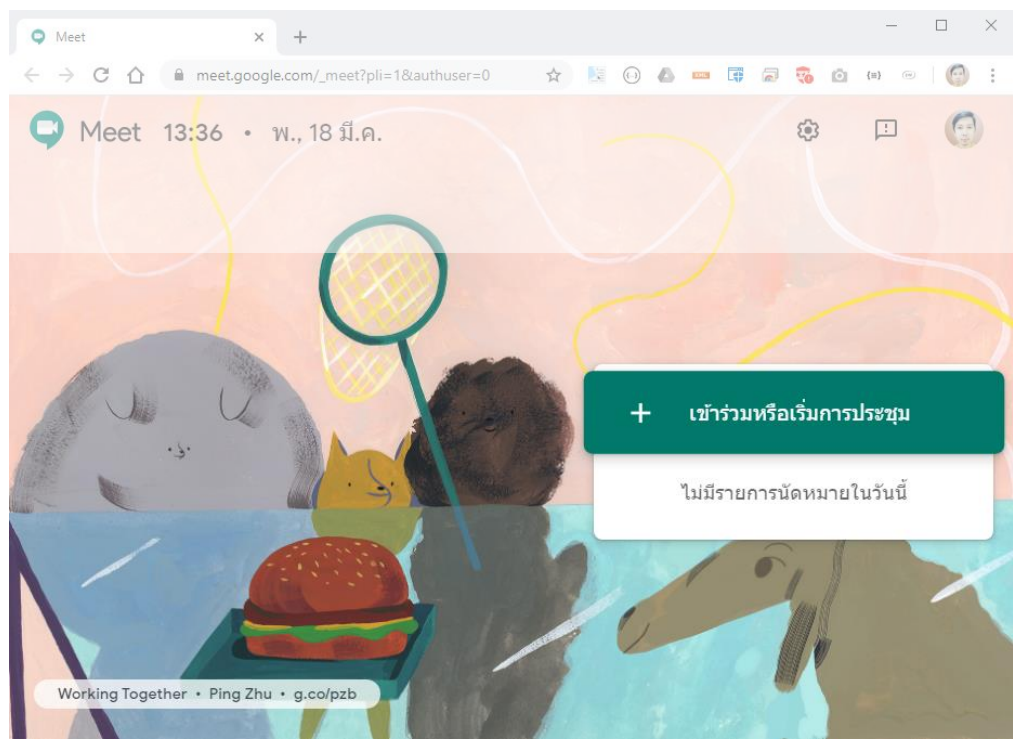 Meet
meet.google.com/_meet?pli=1&authuser=0
Meet 13:36 • พ., 18 มี.ค.
เข้าร่วมหรือเริ่มการประชุม
ไม่มีรายการนัดหมายในวันนี้
Working Together • Ping Zhu • g.co/pzb